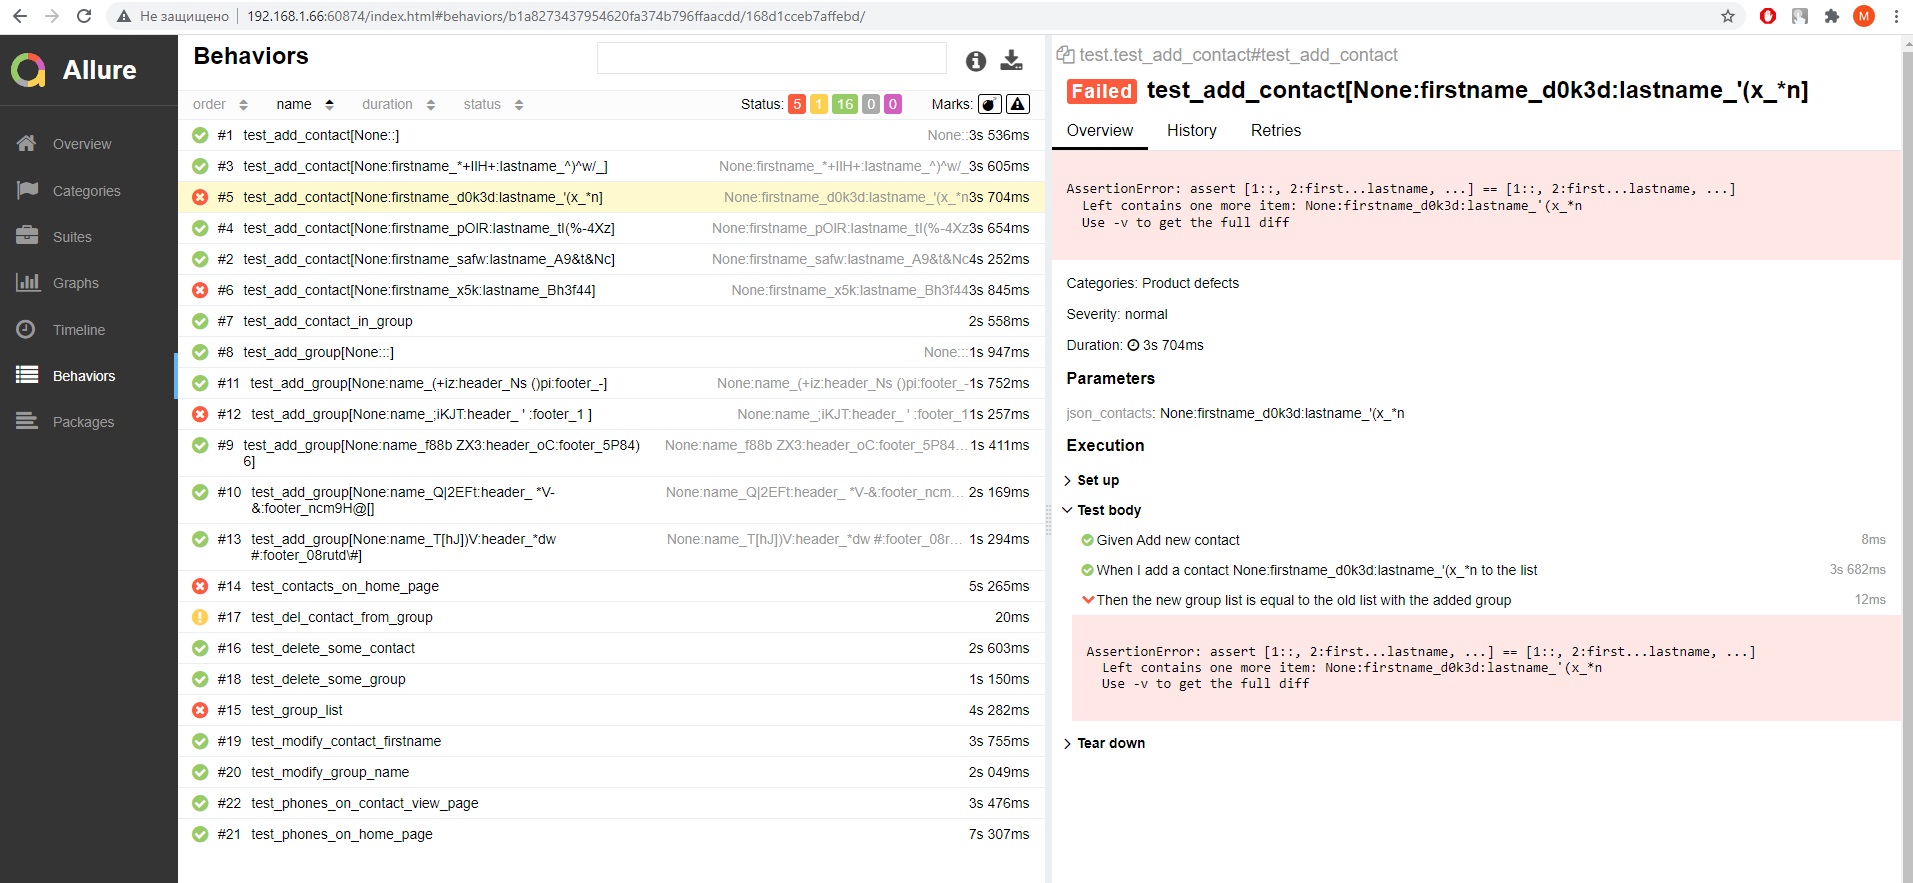 Не защищено 192.168.1.66:60874/index.html#behaviors/b1a8273437954620fa374b796ffaacdd/168d1cceb7affebd/
M
Allure
Overview
Categories
Suites
Graphs
Timeline
Behaviors
Packages
Behaviors
order name duration status Status: 5 1 16 0 0 Marks:
#1 test_add_contact[None::] None::3s 536ms
#3 test_add_contact[None:firstname_*+IIH+:lastname_^)^w/_] None:firstname_*+IIH+:lastname_^)^w/_3s 605ms
#5 test_add_contact[None:firstname_d0k3d:lastname_'(x_*n] None:firstname_d0k3d:lastname_'(x_*n3s 704ms
#4 test_add_contact[None:firstname_pOIR:lastname_tI(%-4Xz] None:firstname_pOIR:lastname_tI(%-4Xz3s 654ms
#2 test_add_contact[None:firstname_safw:lastname_A9&t&Nc] None:firstname_safw:lastname_A9&t&Nc4s 252ms
#6 test_add_contact[None:firstname_x5k:lastname_Bh3f44] None:firstname_x5k:lastname_Bh3f443s 845ms
#7 test_add_contact_in_group 2s 558ms
#8 test_add_group[None:::] None:::1s 947ms
#11 test_add_group[None:name_(+iz:header_Ns ()pi:footer_-] None:name_(+iz:header_Ns ()pi:footer_-1s 752ms
#12 test_add_group[None:name_;iKJT:header_ ' :footer_1 ] None:name_;iKJT:header_ ' :footer_11s 257ms
#9 test_add_group[None:name_f88b ZX3:header_oC:footer_5P84) None:name_f88b ZX3:header_oC:footer_5P84... 1s 411ms
6]
#10 test_add_group[None:name_Q|2EFt:header_ *V- None:name_Q|2EFt:header_ *V-&:footer_ncm... 2s 169ms
&:footer_ncm9H@[]
#13 test_add_group[None:name_T[hJ])V:header_*dw None:name_T[hJ])V:header_*dw #:footer_08r... 1s 294ms
#:footer_08rutd\#]
#14 test_contacts_on_home_page 5s 265ms
#17 test_del_contact_from_group 20ms
#16 test_delete_some_contact 2s 603ms
#18 test_delete_some_group 1s 150ms
#15 test_group_list 4s 282ms
#19 test_modify_contact_firstname 3s 755ms
#20 test_modify_group_name 2s 049ms
#22 test_phones_on_contact_view_page 3s 476ms
#21 test_phones_on_home_page 7s 307ms
test.test_add_contact#test_add_contact
Failed test_add_contact[None:firstname_d0k3d:lastname_'(x_*n]
Overview History Retries
AssertionError: assert [1::, 2:first...lastname, ...] == [1::, 2:first...lastname, ...]
Left contains one more item: None:firstname_d0k3d:lastname_'(x_*n
Use -v to get the full diff
Categories: Product defects
Severity: normal
Duration: 3s 704ms
Parameters
json_contacts: None:firstname_d0k3d:lastname_'(x_*n
Execution
Set up
Test body
Given Add new contact 8ms
When I add a contact None:firstname_d0k3d:lastname_'(x_*n to the list 3s 682ms
Then the new group list is equal to the old list with the added group 12ms
AssertionError: assert [1::, 2:first...lastname, ...] == [1::, 2:first...lastname, ...]
Left contains one more item: None:firstname_d0k3d:lastname_'(x_*n
Use -v to get the full diff
Tear down